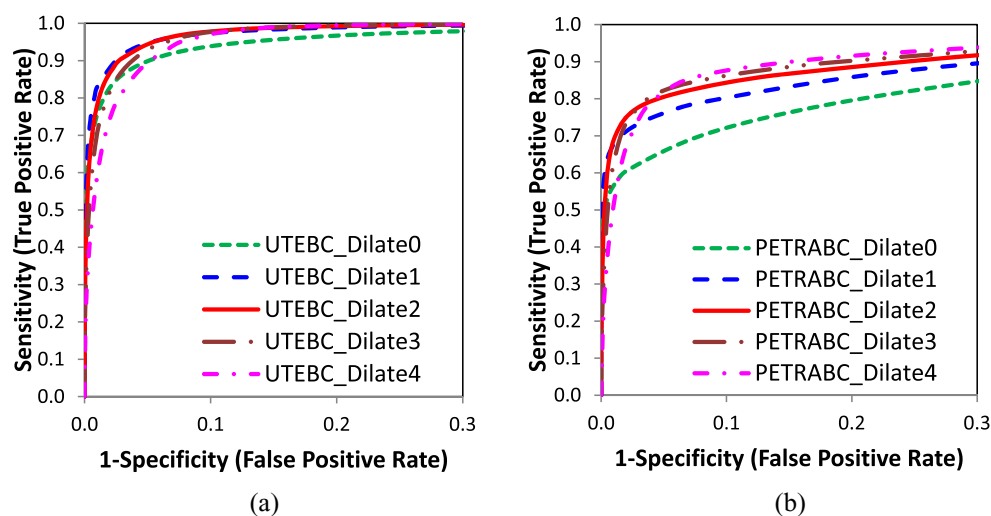 Sensitivity (True Positive Rate)
1.0
0.9
0.8
0.7
0.6
0.5
0.4
0.3
0.2
0.1
0.0
UTEBC_Dilate0
UTEBC_Dilate1
UTEBC_Dilate2
UTEBC_Dilate3
UTEBC_Dilate4
0.0
0.1
0.2
0.3
1-Specificity (False Positive Rate)
(a)
Sensitivity (True Positive Rate)
1.0
0.9
0.8
0.7
0.6
0.5
0.4
0.3
0.2
0.1
0.0
PETRABC_Dilate0
PETRABC_Dilate1
PETRABC_Dilate2
PETRABC_Dilate3
PETRABC_Dilate4
0.0
0.1
0.2
0.3
1-Specificity (False Positive Rate)
(b)